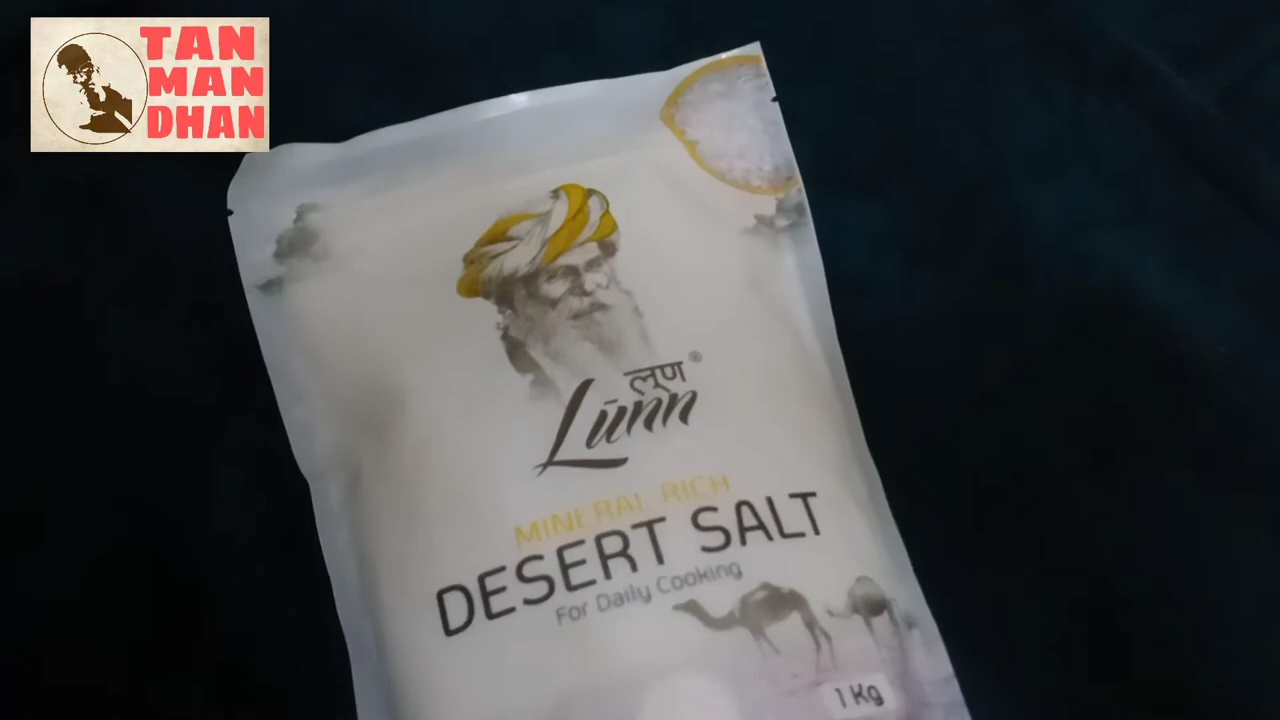 TAN
MAN
DHAN
लूण®
Lūnn
MINERAL RICH
DESERT SALT
For Daily Cooking
1 Kg